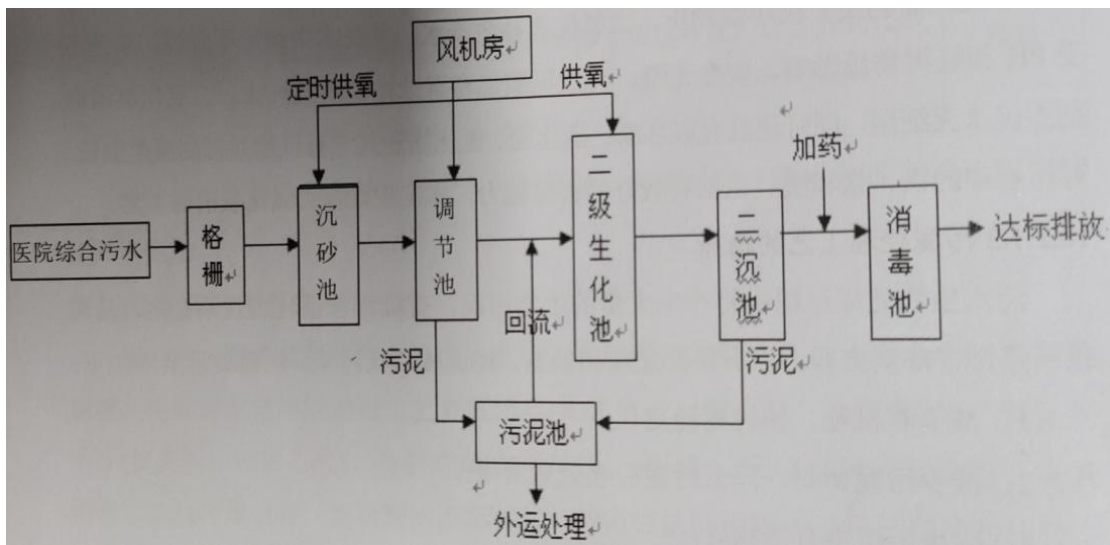 风机房
定时供氧
供氧
加药
医院综合污水
格栅
沉砂池
调节池
二级生化池
二沉池
消毒池
达标排放
回流
污泥
污泥
污泥池
外运处理